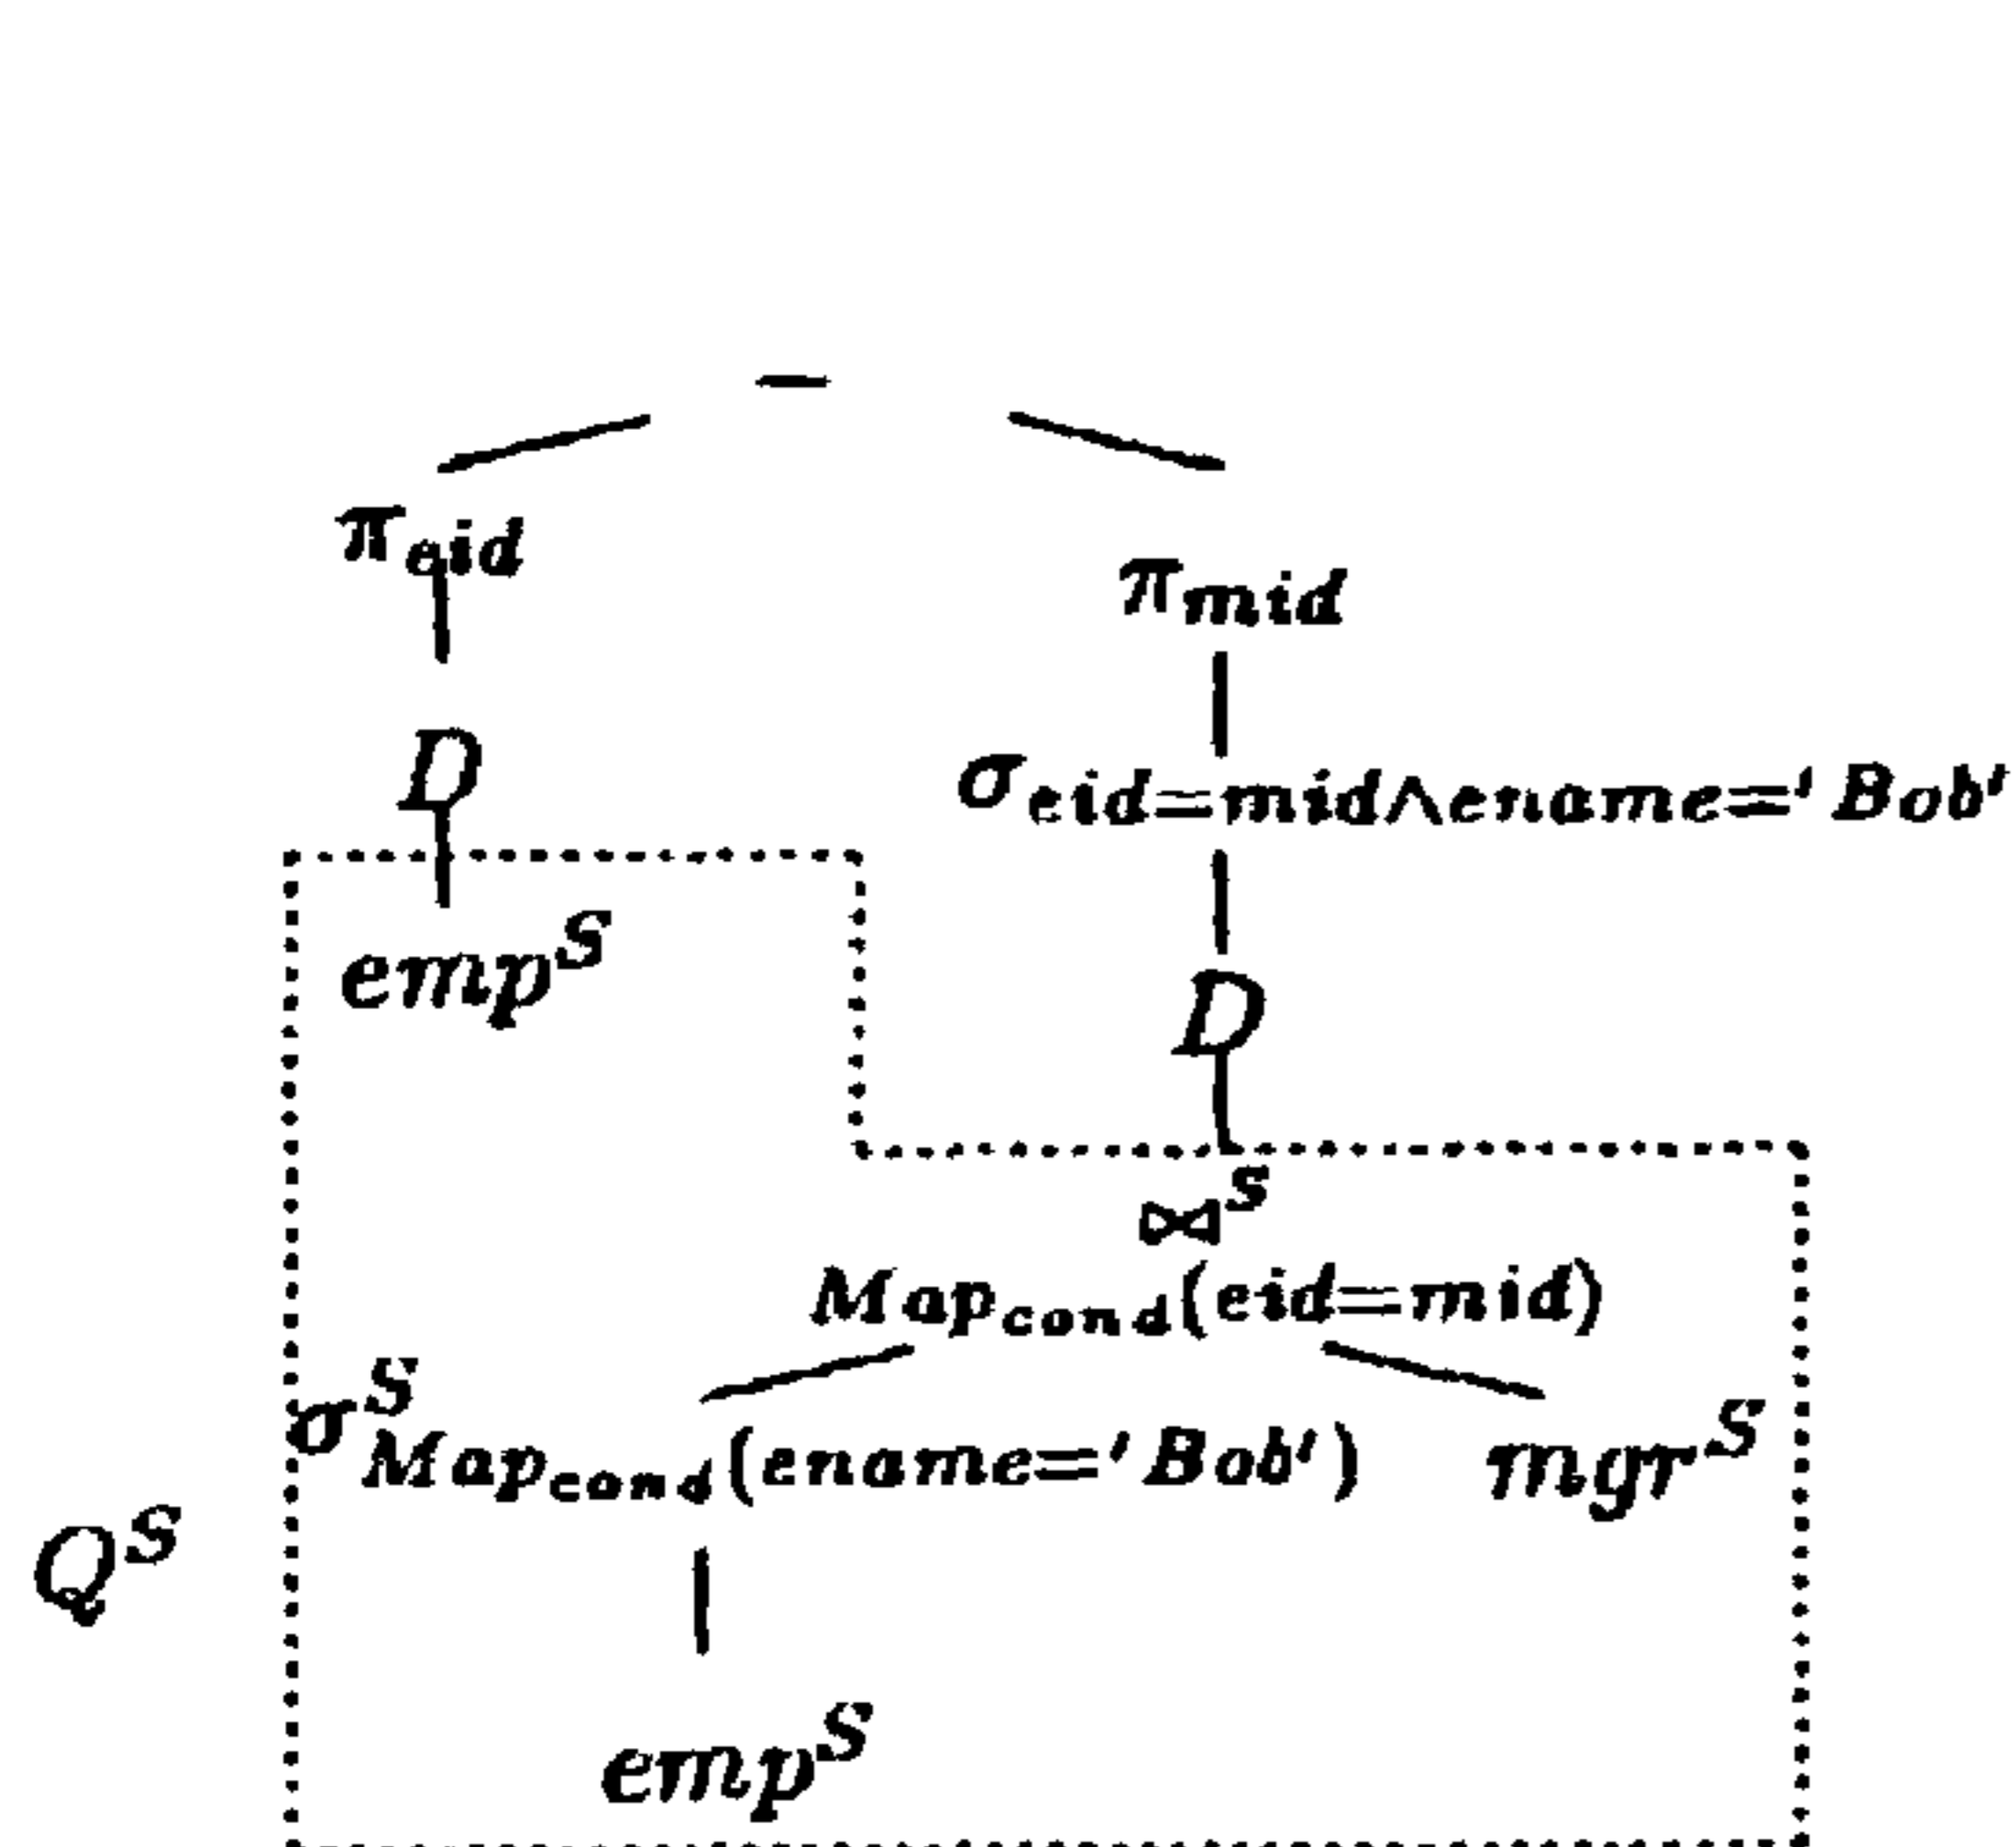 −
π_eid
π_mid
D
σ_eid=mid∧ename='Bob'
emp^S
D
⋈^S
Map_cond(eid=mid)
σ^S_Map_cond(ename='Bob') mgr^S
Q^S
emp^S